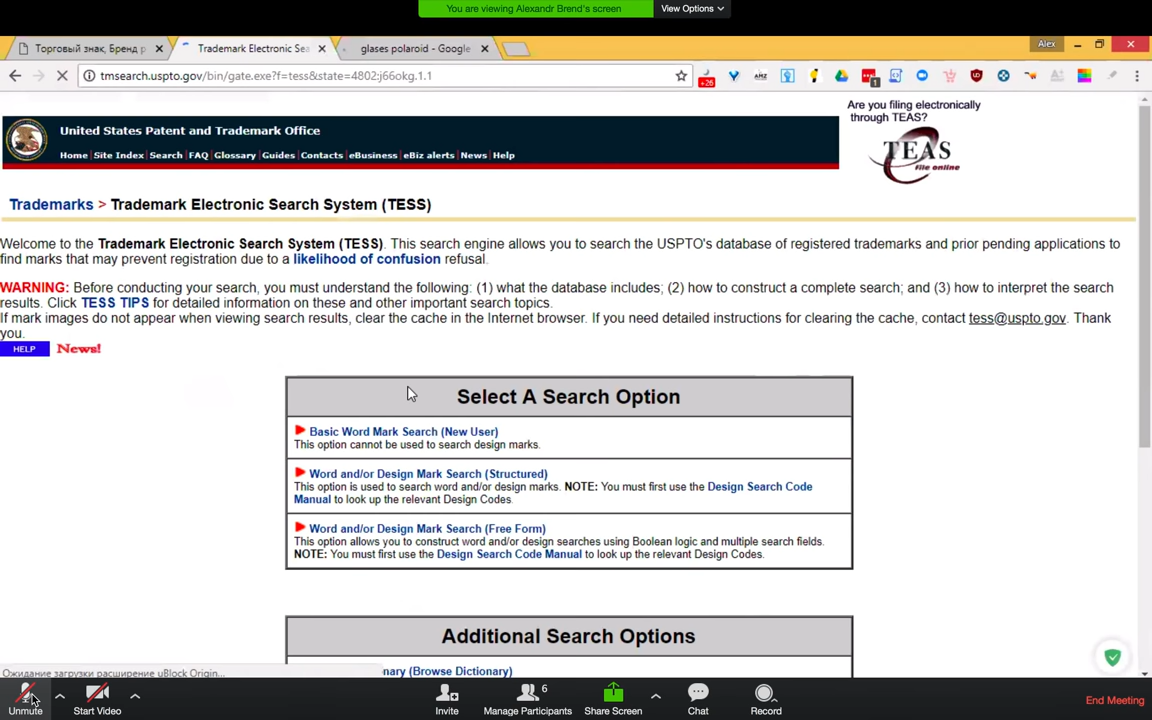 You are viewing Alexandr Brend's screen
View Options
Торговый знак, Бренд р
Trademark Electronic Sea
glases polaroid - Google
Alex
tmsearch.uspto.gov/bin/gate.exe?f=tess&state=4802:j66okg.1.1
+26
AMZ
1
United States Patent and Trademark Office
Home | Site Index | Search | FAQ | Glossary | Guides | Contacts | eBusiness | eBiz alerts | News | Help
Are you filing electronically
through TEAS?
TEAS
File online
Trademarks > Trademark Electronic Search System (TESS)
Welcome to the Trademark Electronic Search System (TESS). This search engine allows you to search the USPTO's database of registered trademarks and prior pending applications to
find marks that may prevent registration due to a likelihood of confusion refusal.
WARNING: Before conducting your search, you must understand the following: (1) what the database includes; (2) how to construct a complete search; and (3) how to interpret the search
results. Click TESS TIPS for detailed information on these and other important search topics.
If mark images do not appear when viewing search results, clear the cache in the Internet browser. If you need detailed instructions for clearing the cache, contact tess@uspto.gov. Thank
you.
HELP News!
Select A Search Option
Basic Word Mark Search (New User)
This option cannot be used to search design marks.
Word and/or Design Mark Search (Structured)
This option is used to search word and/or design marks. NOTE: You must first use the Design Search Code
Manual to look up the relevant Design Codes.
Word and/or Design Mark Search (Free Form)
This option allows you to construct word and/or design searches using Boolean logic and multiple search fields.
NOTE: You must first use the Design Search Code Manual to look up the relevant Design Codes.
Additional Search Options
nary (Browse Dictionary)
Ожидание загрузки расширение uBlock Origin...
Unmute
Start Video
Invite
6
Manage Participants
Share Screen
Chat
Record
End Meeting